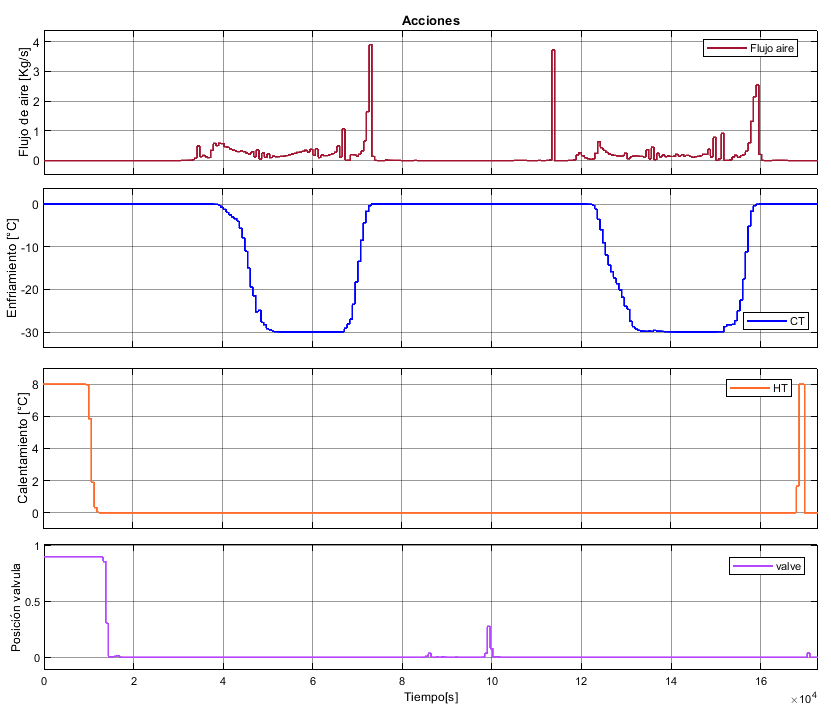 Acciones
Flujo de aire [Kg/s]
4
3
2
1
0
Flujo aire
Enfriamiento [°C]
0
-10
-20
-30
CT
Calentamiento [°C]
8
6
4
2
0
HT
Posición valvula
1
0.5
0
valve
0 2 4 6 8 10 12 14 16
Tiempo[s]
×10⁴